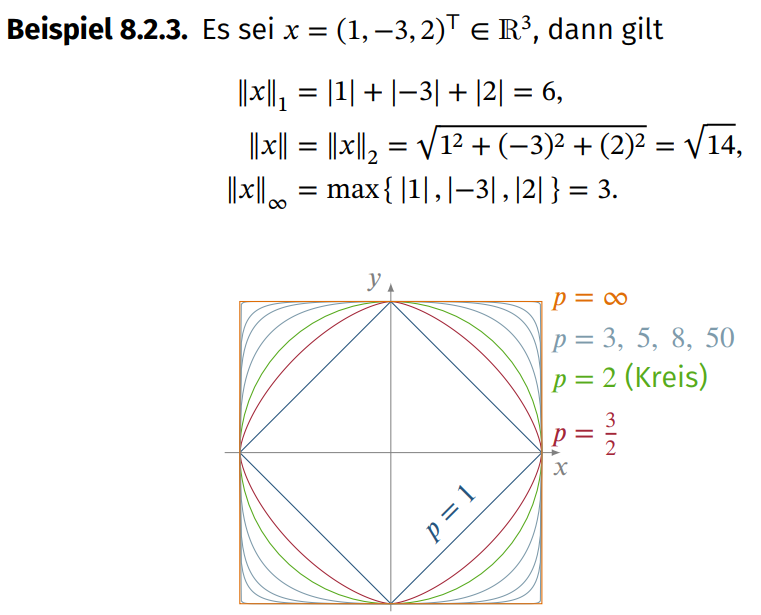 Beispiel 8.2.3. Es sei x = (1, −3, 2)ᵀ ∈ ℝ³, dann gilt
‖x‖₁ = |1| + |−3| + |2| = 6,
‖x‖ = ‖x‖₂ = √(1² + (−3)² + (2)²) = √14,
‖x‖∞ = max{ |1| , |−3| , |2| } = 3.
y
p = ∞
p = 3, 5, 8, 50
p = 2 (Kreis)
p = 3/2
x
p = 1